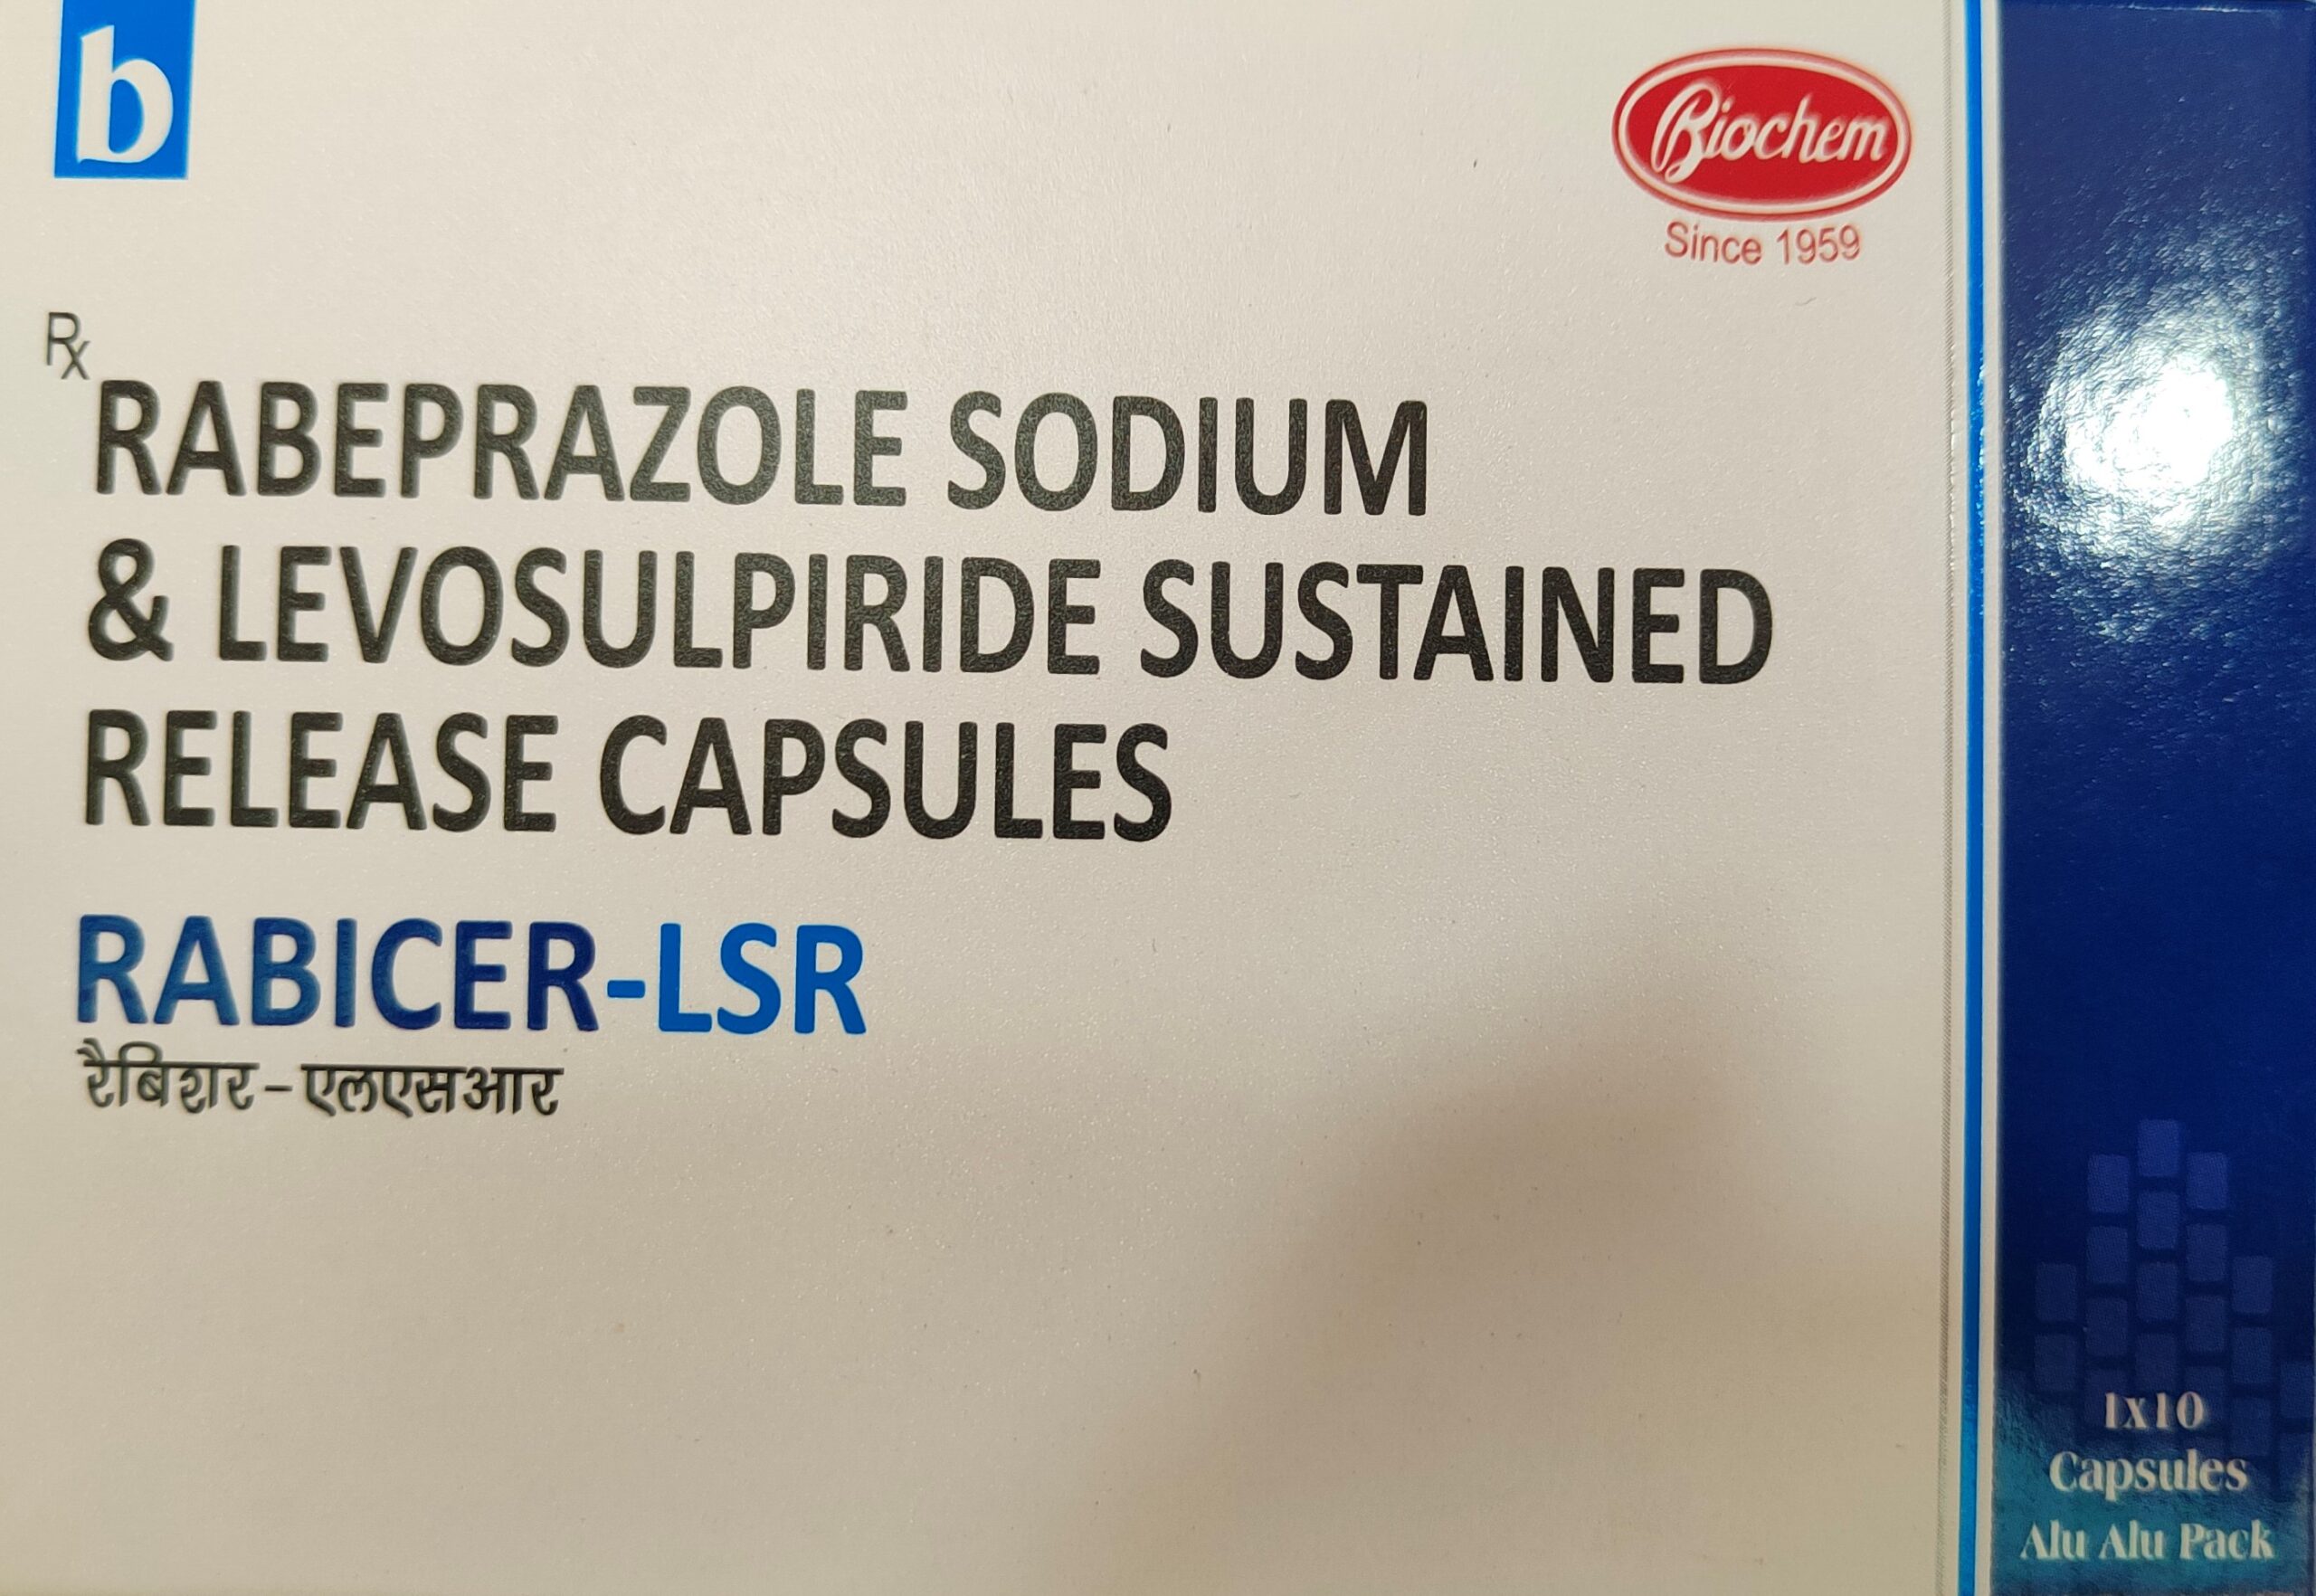 b
Biochem
Since 1959
Rx
RABEPRAZOLE SODIUM
& LEVOSULPIRIDE SUSTAINED
RELEASE CAPSULES
RABICER-LSR
रैबिशर-एलएसआर
1x10
Capsules
Alu Alu Pack